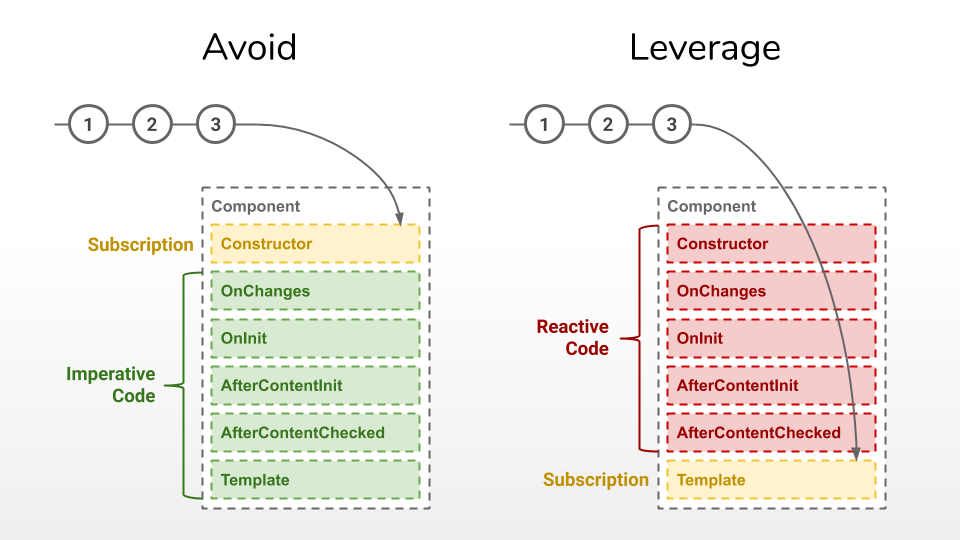 Avoid
1 2 3
Component
Subscription
Constructor
OnChanges
OnInit
Imperative
Code
AfterContentInit
AfterContentChecked
Template
Leverage
1 2 3
Component
Constructor
OnChanges
Reactive
Code
OnInit
AfterContentInit
AfterContentChecked
Subscription
Template